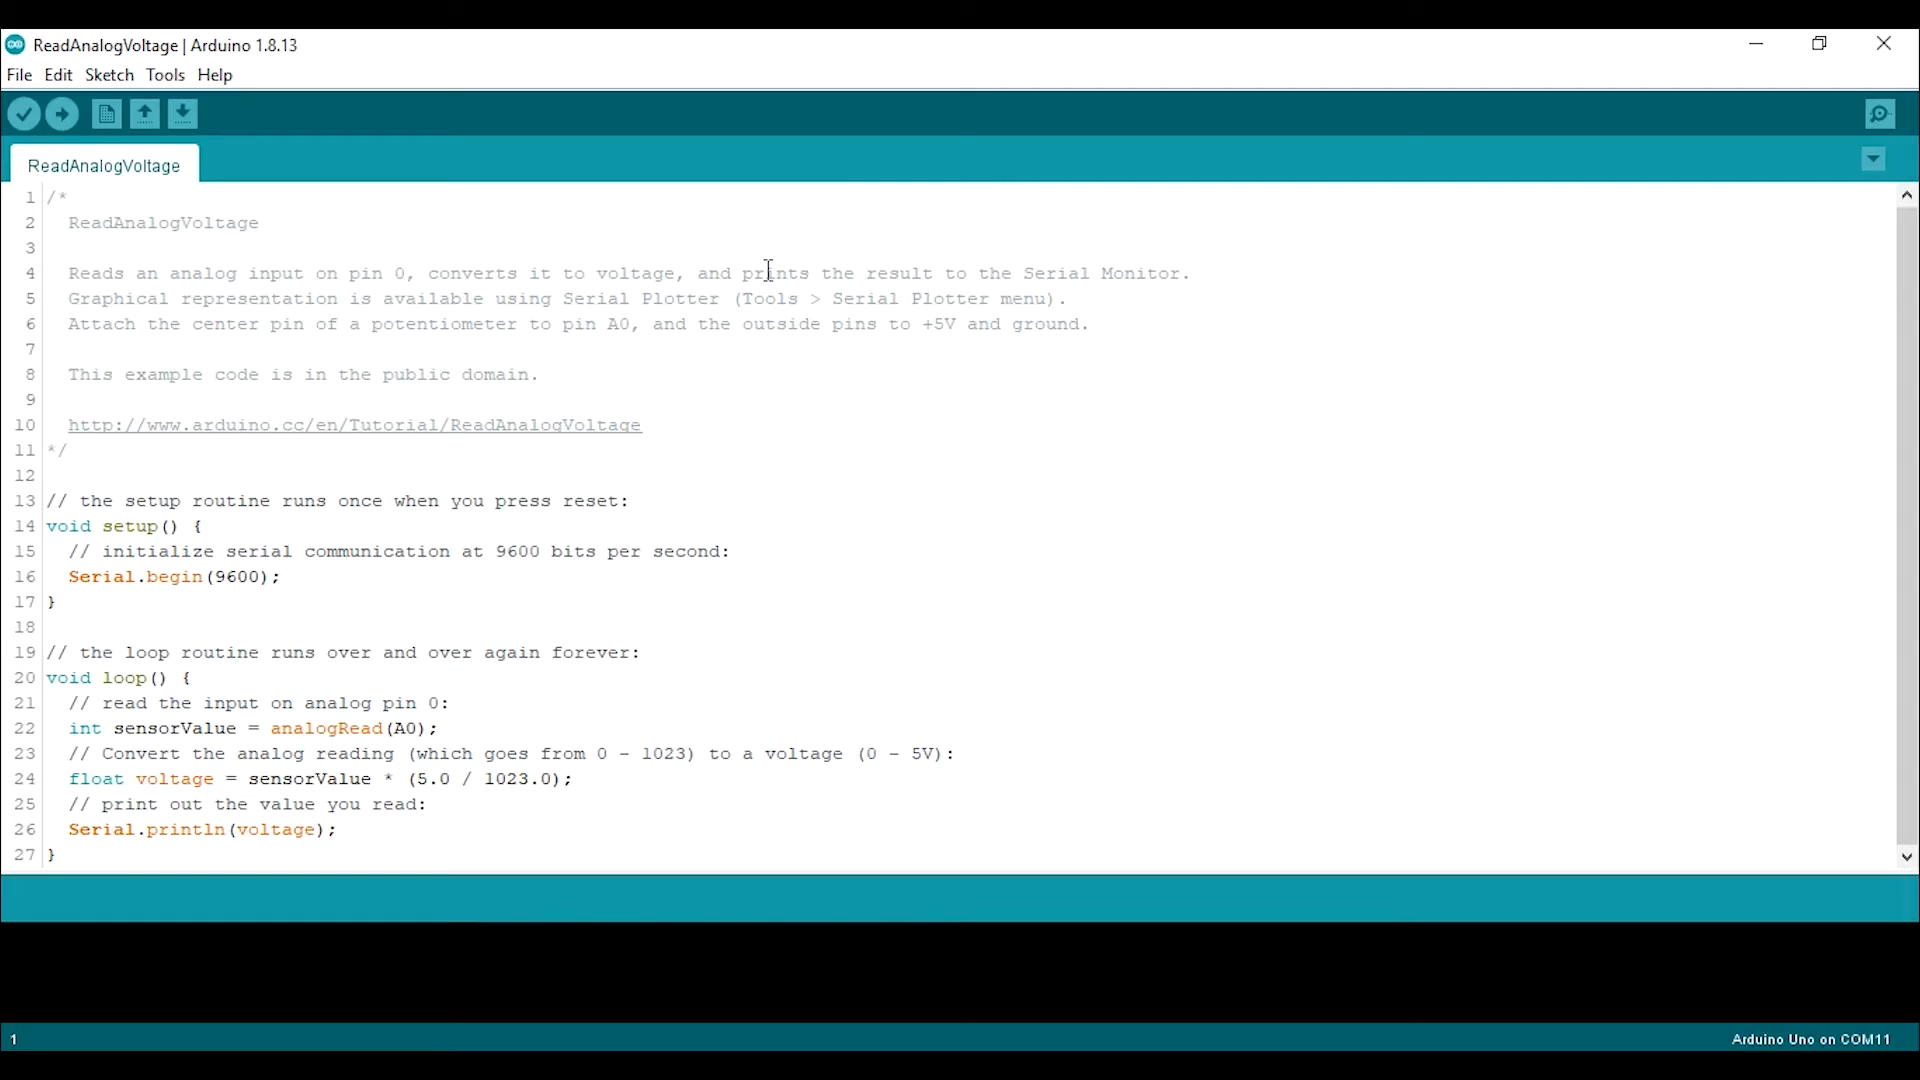 ReadAnalogVoltage | Arduino 1.8.13
File Edit Sketch Tools Help
ReadAnalogVoltage
1 /*
2 ReadAnalogVoltage
3
4 Reads an analog input on pin 0, converts it to voltage, and prints the result to the Serial Monitor.
5 Graphical representation is available using Serial Plotter (Tools > Serial Plotter menu).
6 Attach the center pin of a potentiometer to pin A0, and the outside pins to +5V and ground.
7
8 This example code is in the public domain.
9
10 http://www.arduino.cc/en/Tutorial/ReadAnalogVoltage
11 */
12
13 // the setup routine runs once when you press reset:
14 void setup() {
15 // initialize serial communication at 9600 bits per second:
16 Serial.begin(9600);
17 }
18
19 // the loop routine runs over and over again forever:
20 void loop() {
21 // read the input on analog pin 0:
22 int sensorValue = analogRead(A0);
23 // Convert the analog reading (which goes from 0 - 1023) to a voltage (0 - 5V):
24 float voltage = sensorValue * (5.0 / 1023.0);
25 // print out the value you read:
26 Serial.println(voltage);
27 }
1 Arduino Uno on COM11